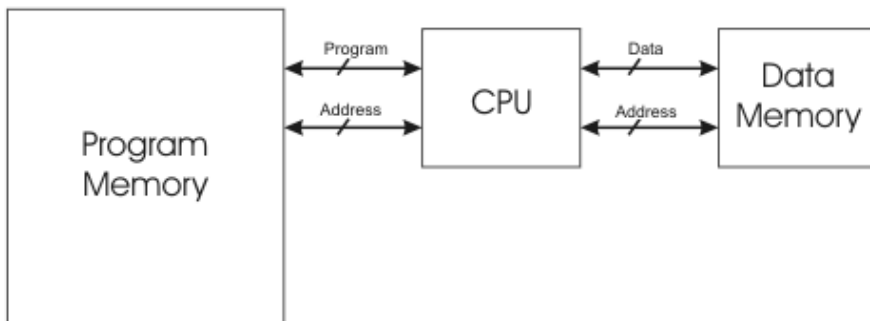 Program
Address
Program
Memory
CPU
Data
Address
Data
Memory